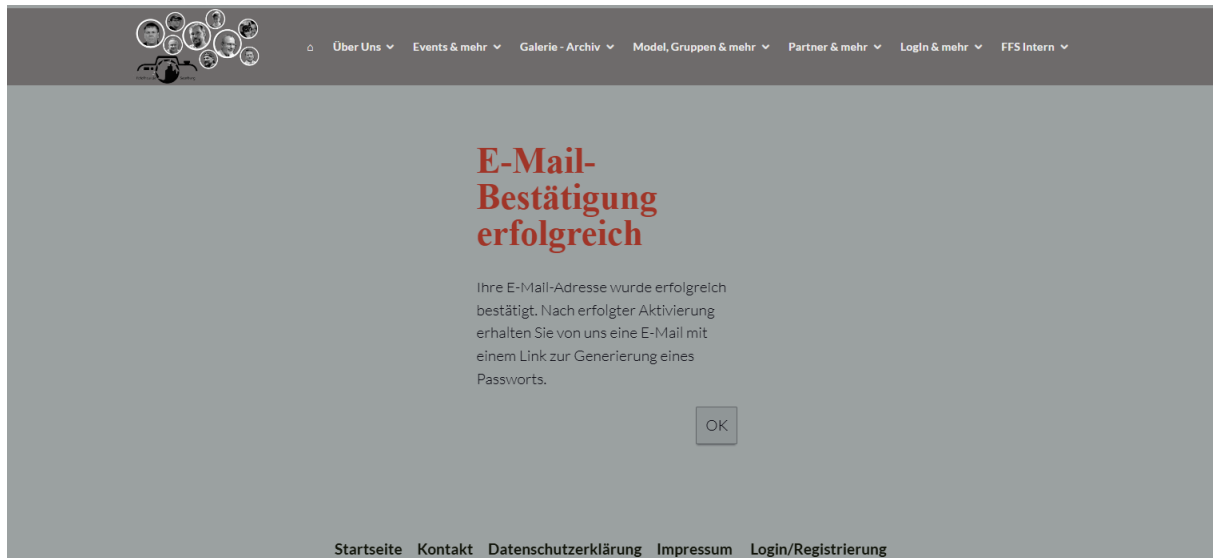 Über Uns
Events & mehr
Galerie - Archiv
Model, Gruppen & mehr
Partner & mehr
LogIn & mehr
FFS Intern
E-Mail-
Bestätigung
erfolgreich
Ihre E-Mail-Adresse wurde erfolgreich
bestätigt. Nach erfolgter Aktivierung
erhalten Sie von uns eine E-Mail mit
einem Link zur Generierung eines
Passworts.
OK
Startseite Kontakt Datenschutzerklärung Impressum Login/Registrierung